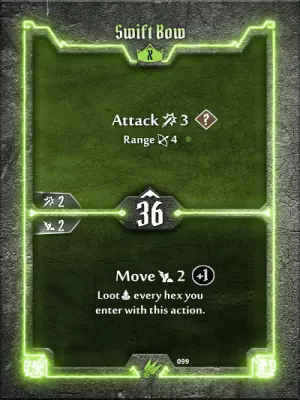 Swift Bow
X
Attack 3 ?
Range 4
2
36
2
Move 2 +1
Loot every hex you
enter with this action.
099